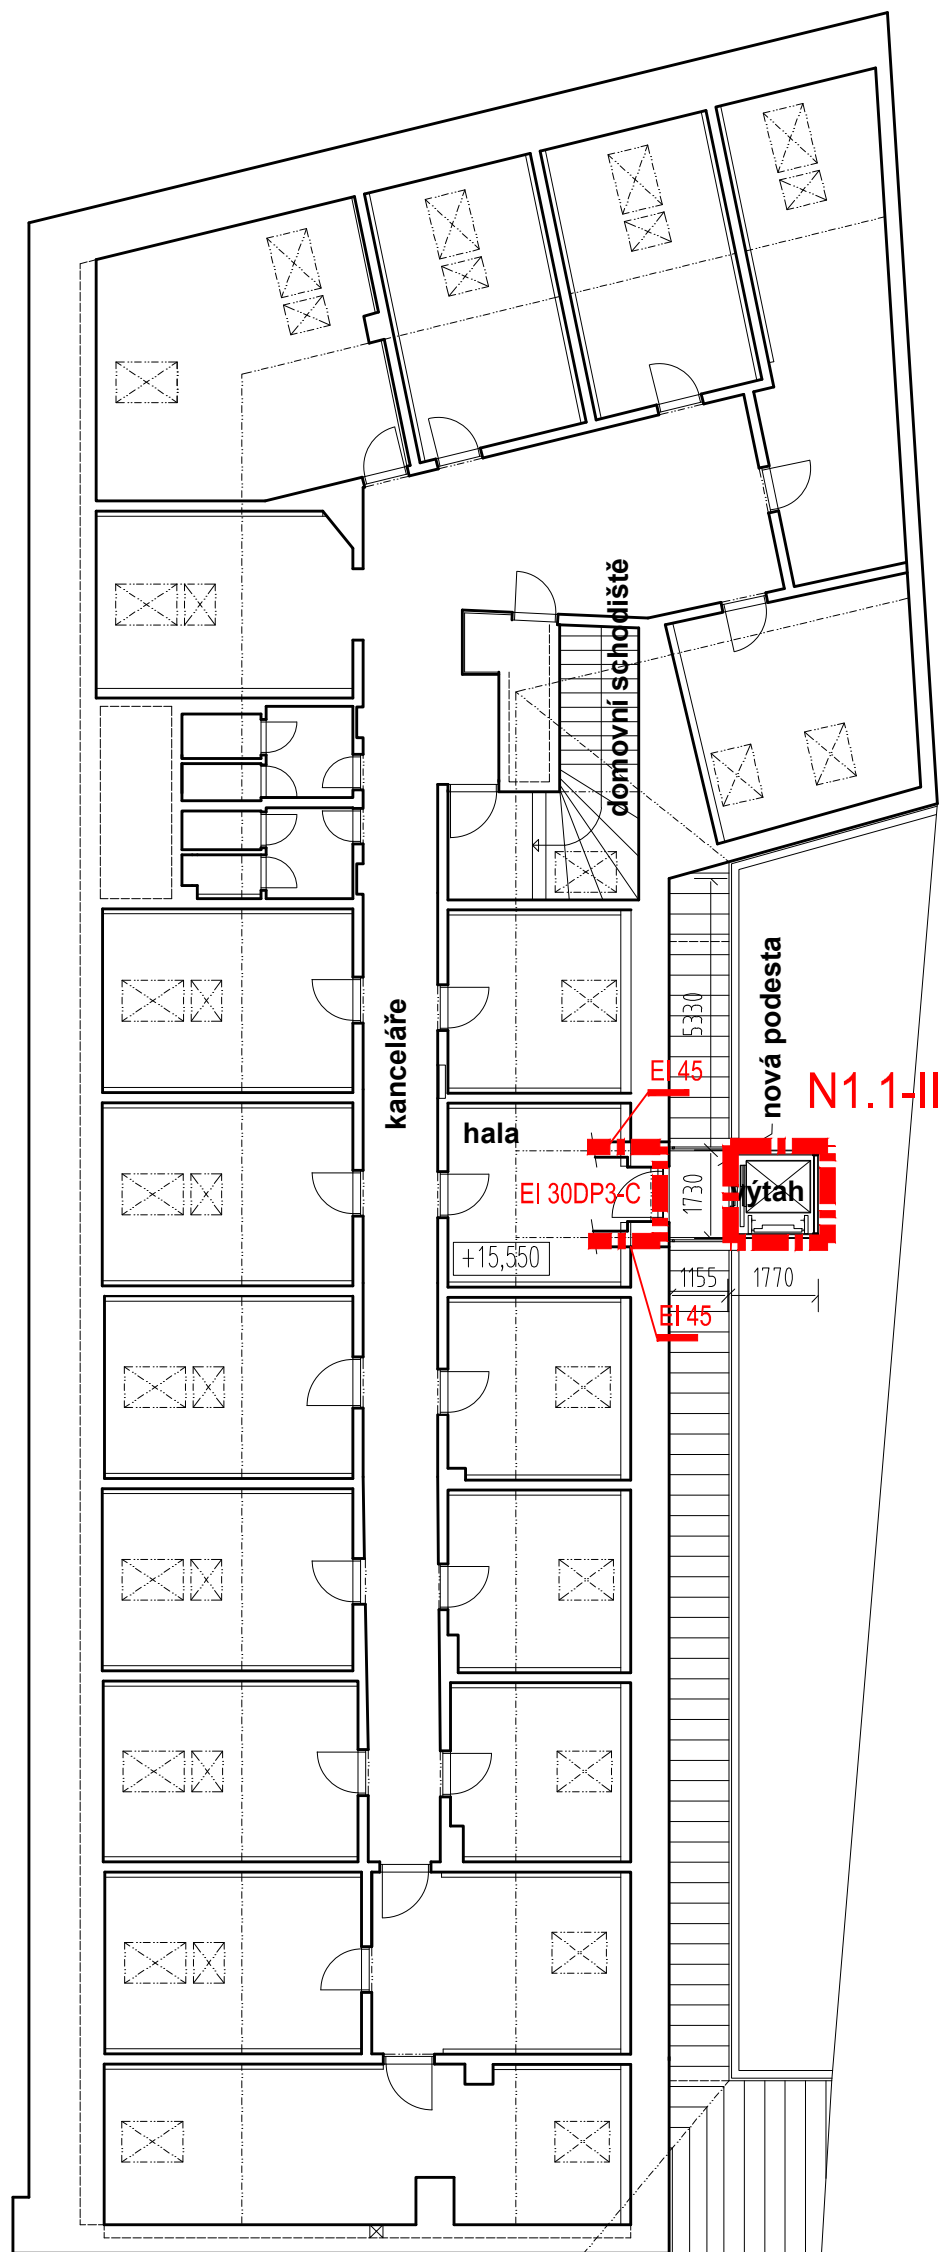 domovní schodiště
kanceláře
5330
nová podesta
EI 45
N1.1-II
hala
EI 30DP3-C
1730
výtah
+15,550
1155
1770
EI 45